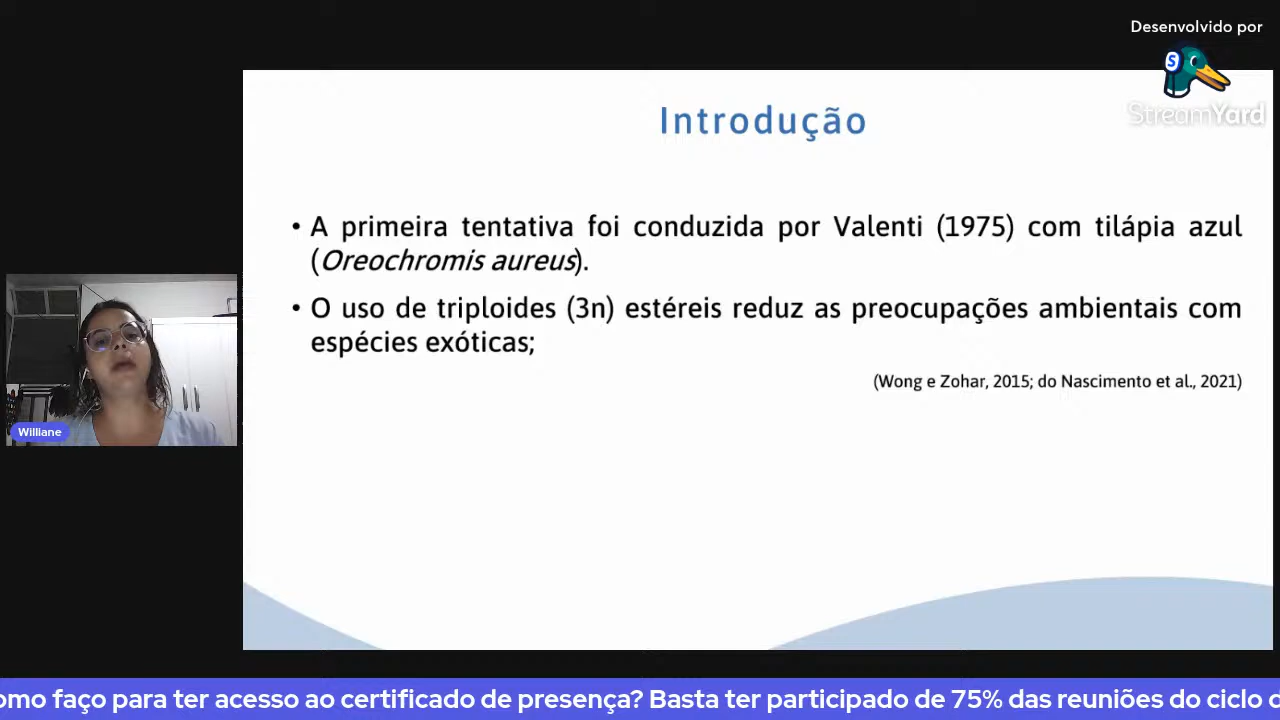 Desenvolvido por
S
StreamYard
Introdução
• A primeira tentativa foi conduzida por Valenti (1975) com tilápia azul
(Oreochromis aureus).
• O uso de triploides (3n) estéreis reduz as preocupações ambientais com
espécies exóticas;
(Wong e Zohar, 2015; do Nascimento et al., 2021)
Williane
omo faço para ter acesso ao certificado de presença? Basta ter participado de 75% das reuniões do ciclo d